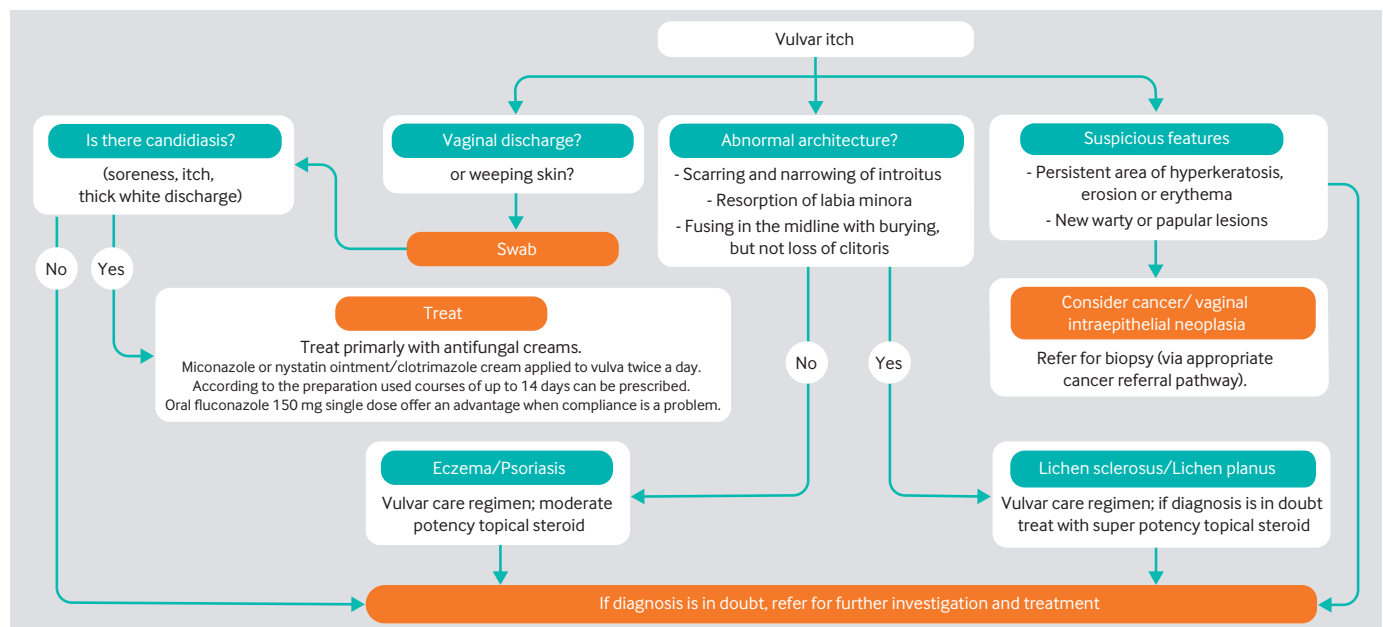 Vulvar itch
Is there candidiasis?
(soreness, itch,
thick white discharge)
No
Yes
Vaginal discharge?
or weeping skin?
Swab
Treat
Treat primarly with antifungal creams.
Miconazole or nystatin ointment/clotrimazole cream applied to vulva twice a day.
According to the preparation used courses of up to 14 days can be prescribed.
Oral fluconazole 150 mg single dose offer an advantage when compliance is a problem.
Abnormal architecture?
- Scarring and narrowing of introitus
- Resorption of labia minora
- Fusing in the midline with burying,
but not loss of clitoris
No
Yes
Suspicious features
- Persistent area of hyperkeratosis,
erosion or erythema
- New warty or papular lesions
Consider cancer/ vaginal
intraepithelial neoplasia
Refer for biopsy (via appropriate
cancer referral pathway).
Eczema/Psoriasis
Vulvar care regimen; moderate
potency topical steroid
Lichen sclerosus/Lichen planus
Vulvar care regimen; if diagnosis is in doubt
treat with super potency topical steroid
If diagnosis is in doubt, refer for further investigation and treatment